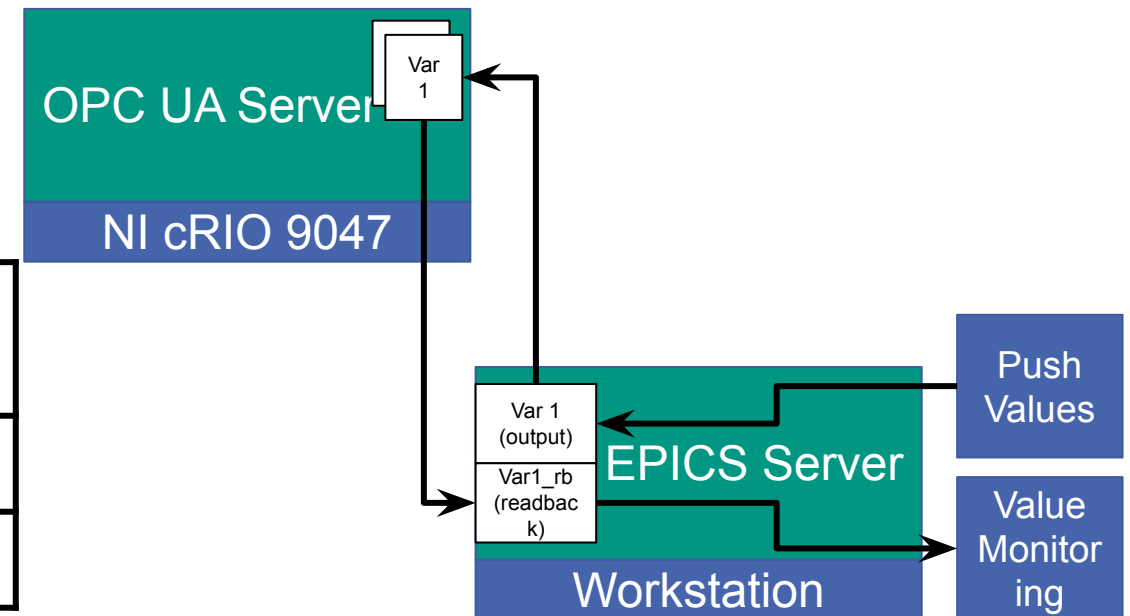 Var
1
OPC UA Server
NI cRIO 9047
Var 1
(output)
Var1_rb
(readbac
k)
EPICS Server
Workstation
Push
Values
Value
Monitor
ing